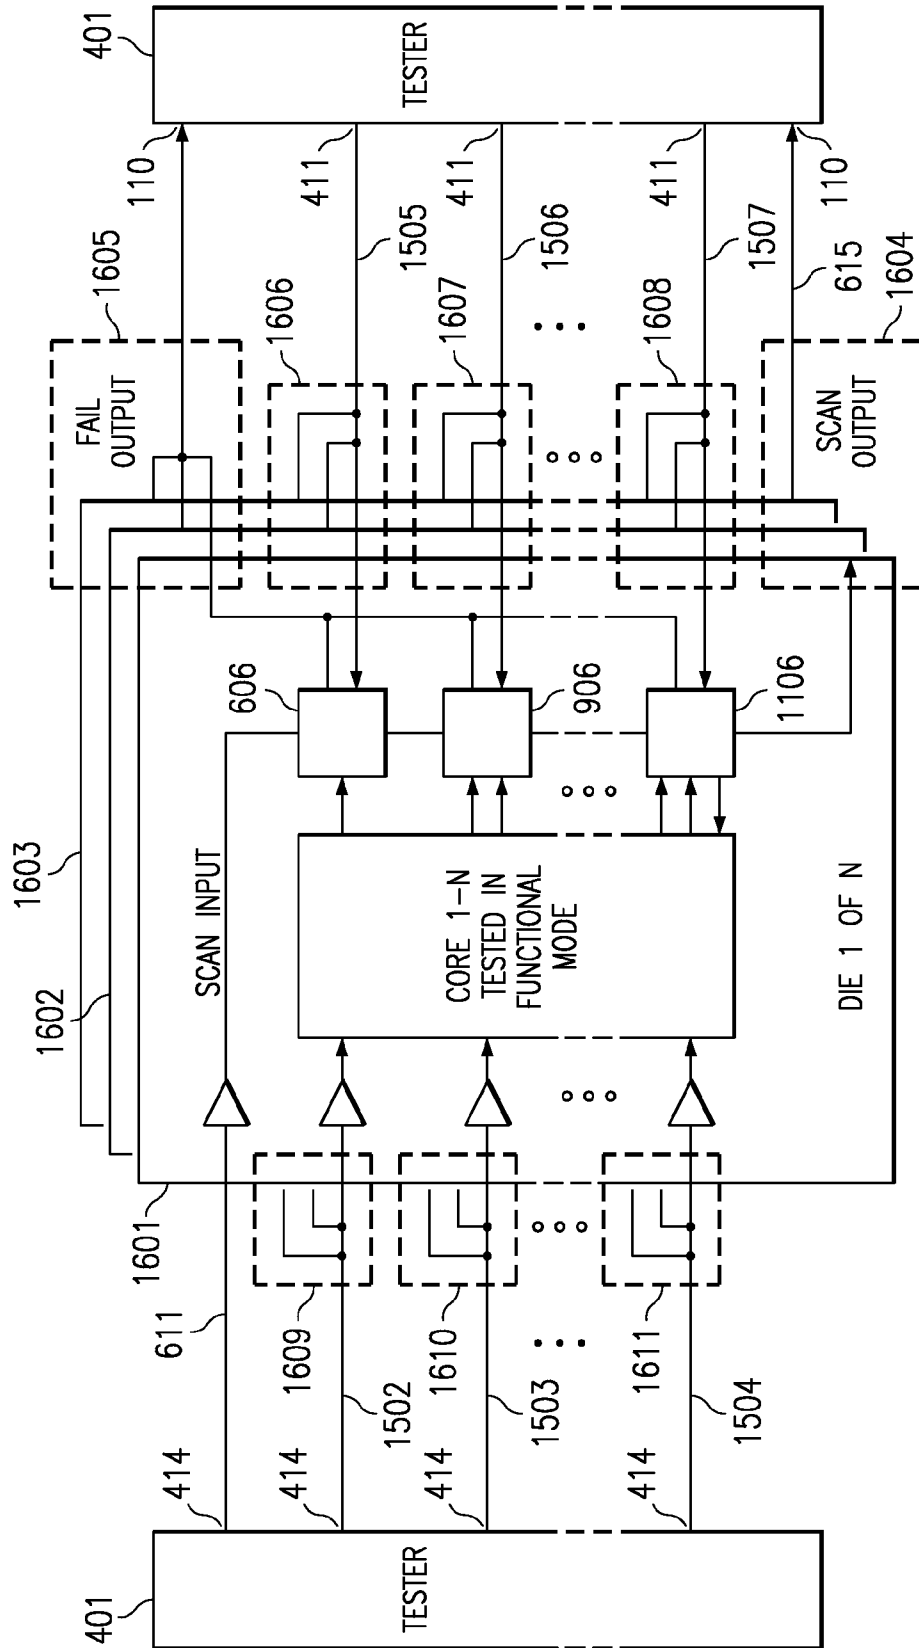 401
TESTER
110
411
411
411
110
1605
FAIL
OUTPUT
1606
1505
1607
1506
1608
1507
615
1604
SCAN
OUTPUT
1603
1602
SCAN INPUT
606
906
1106
CORE 1-N
TESTED IN
FUNCTIONAL
MODE
DIE 1 OF N
1601
611
1609
1502
1610
1503
1611
1504
414
414
414
414
401
TESTER